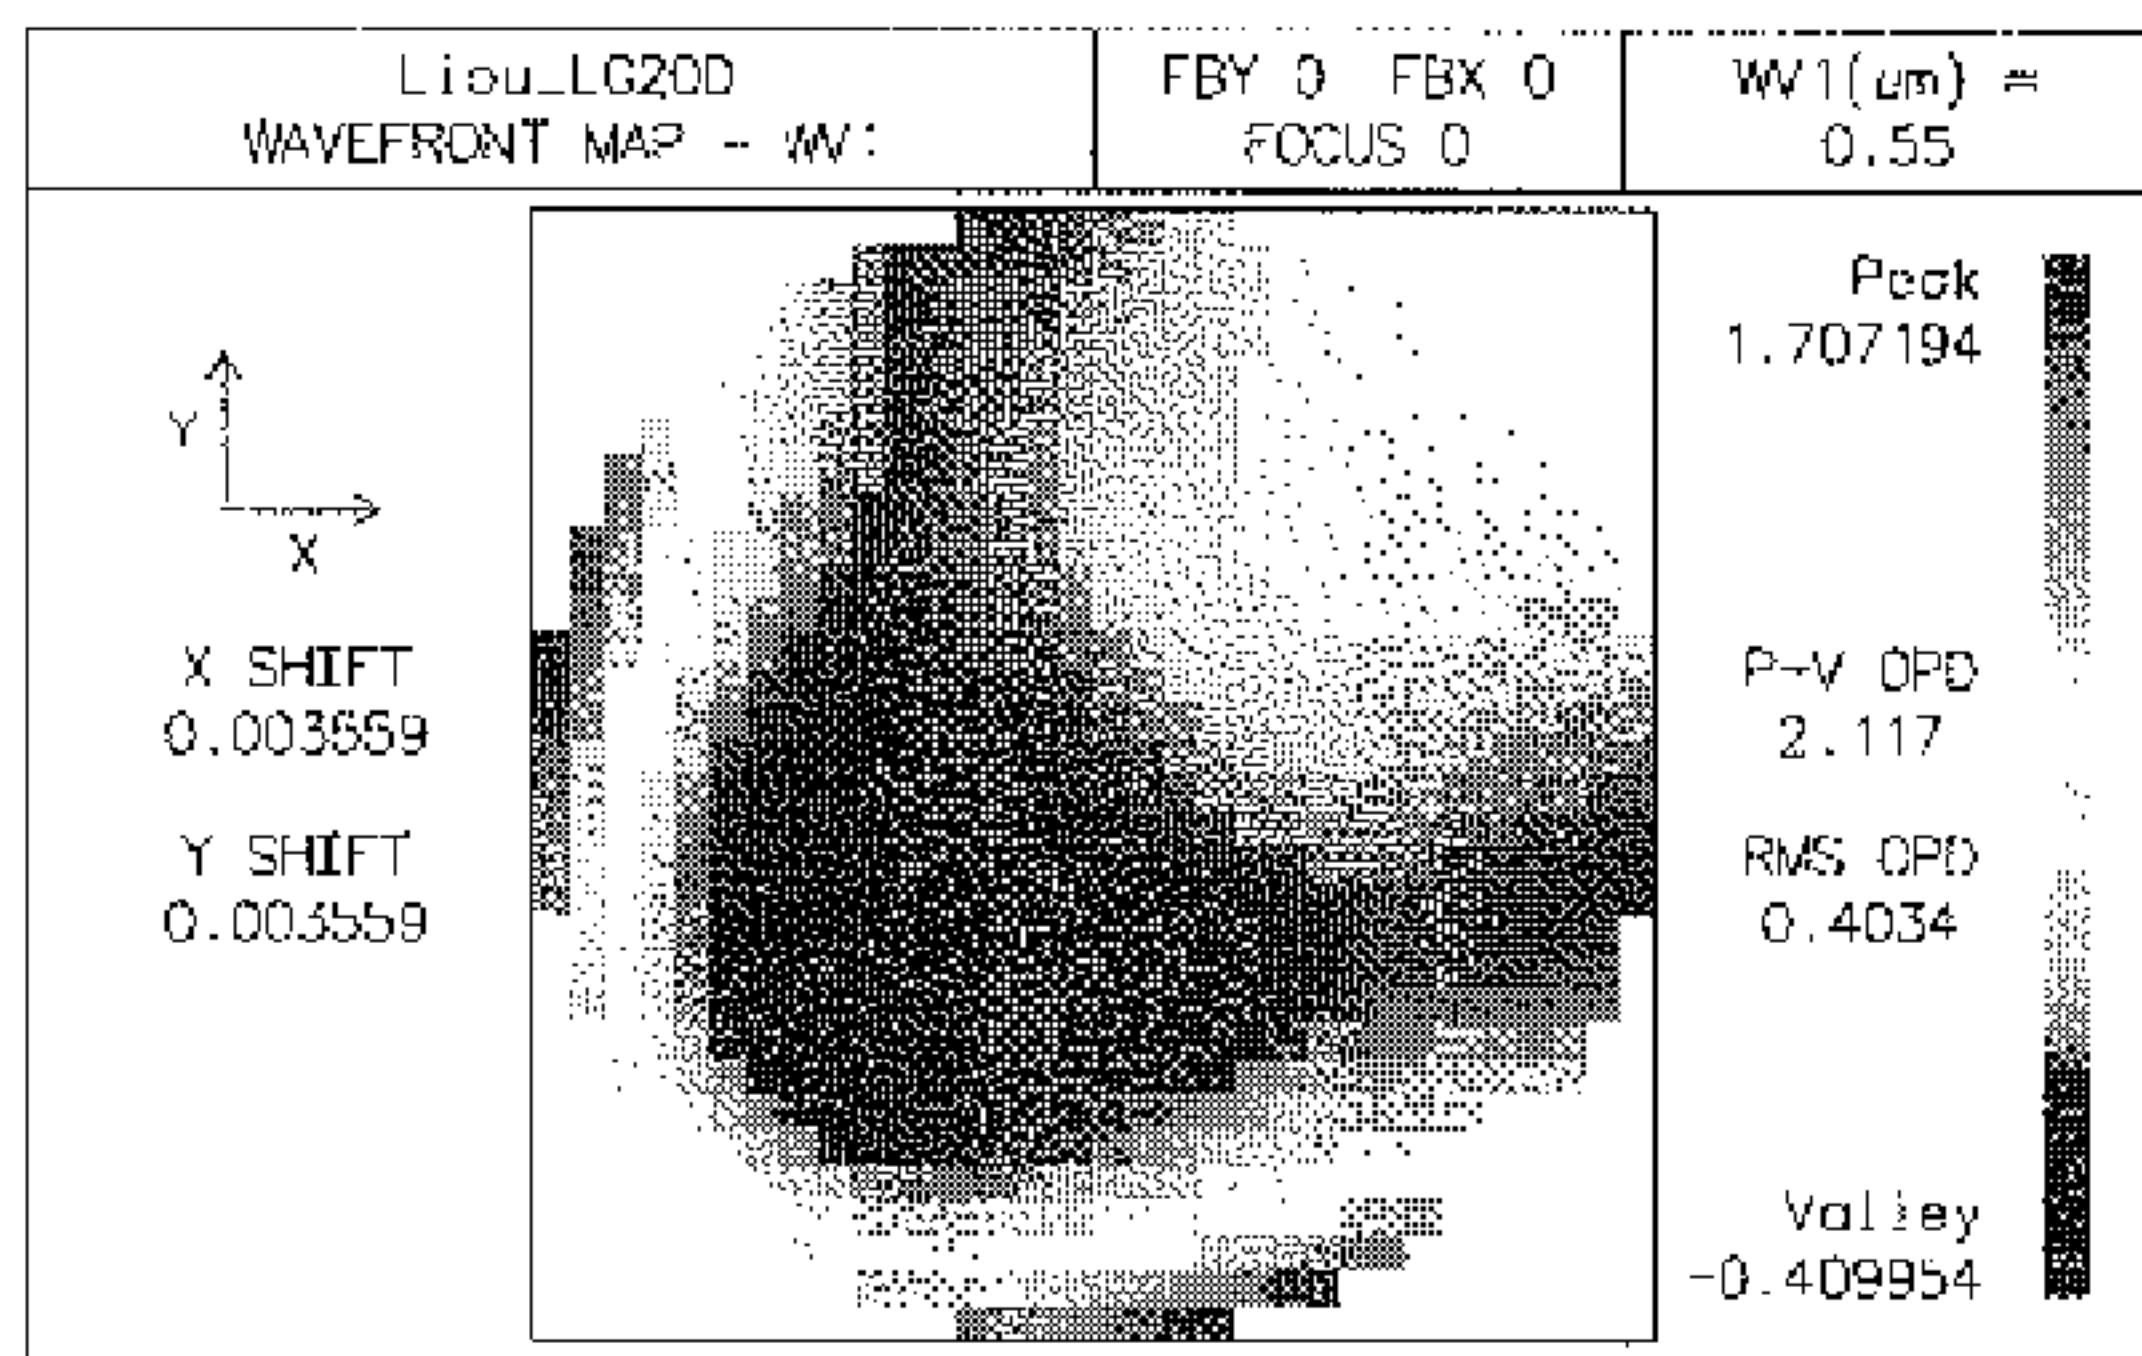 Liou_LG20D
WAVEFRONT MAP - WV1
FBY 0 FBX 0
FOCUS 0
WV1(um) =
0.55
Y
X
X SHIFT
0.003559
Y SHIFT
0.003559
Peak
1.707194
P-V OPD
2.117
RMS OPD
0.4034
Valley
-0.409954